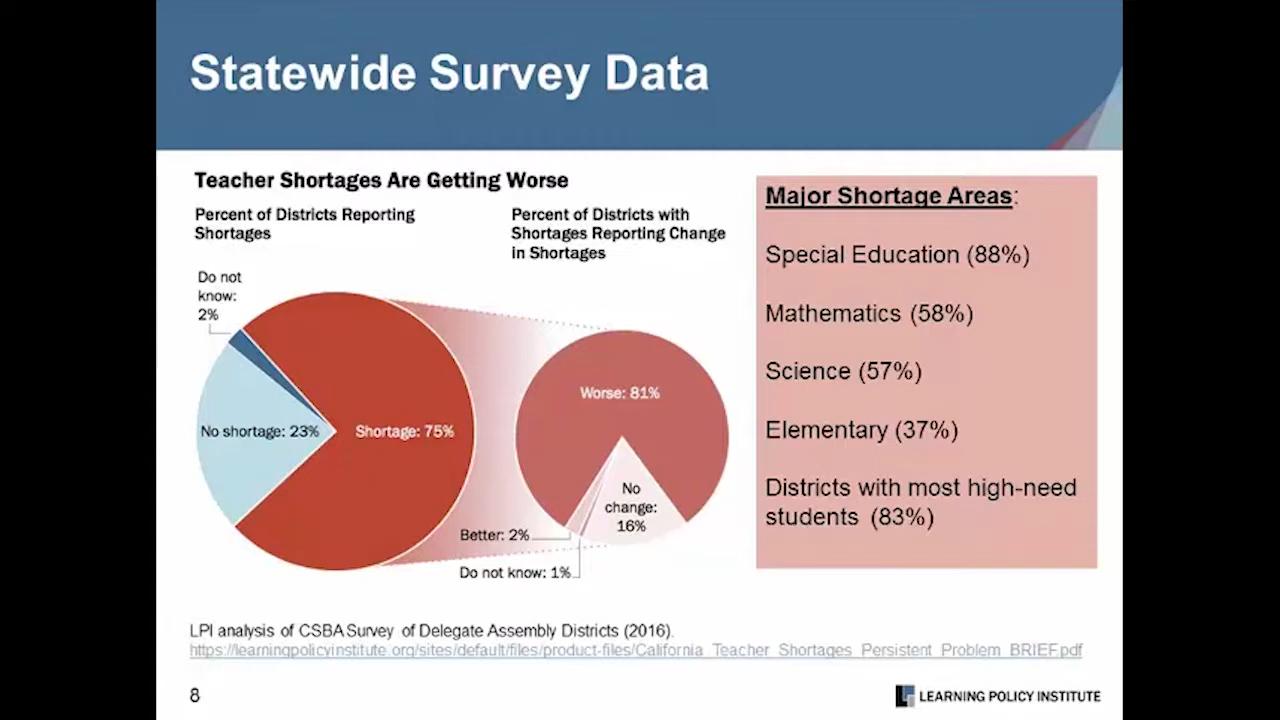 Statewide Survey Data
Teacher Shortages Are Getting Worse
Percent of Districts Reporting
Shortages
Percent of Districts with
Shortages Reporting Change
in Shortages
Do not
know:
2%
No shortage: 23%
Shortage: 75%
Worse: 81%
No
change:
16%
Better: 2%
Do not know: 1%
Major Shortage Areas:
Special Education (88%)
Mathematics (58%)
Science (57%)
Elementary (37%)
Districts with most high-need
students (83%)
LPI analysis of CSBA Survey of Delegate Assembly Districts (2016).
https://learningpolicyinstitute.org/sites/default/files/product-files/California_Teacher_Shortages_Persistent_Problem_BRIEF.pdf
8
LEARNING POLICY INSTITUTE